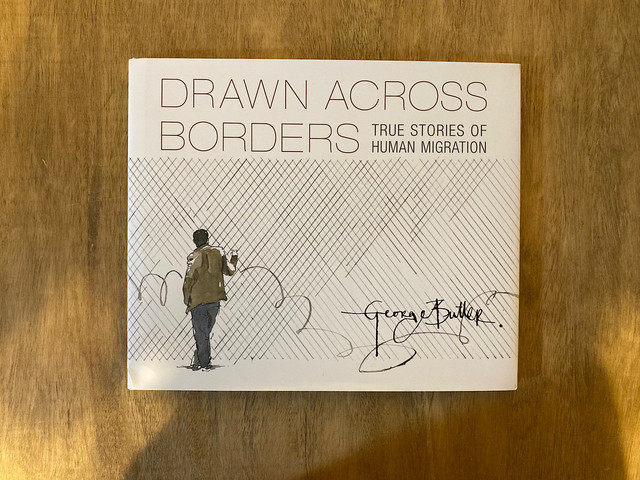 DRAWN ACROSS
BORDERS
TRUE STORIES OF
HUMAN MIGRATION
George Butler.